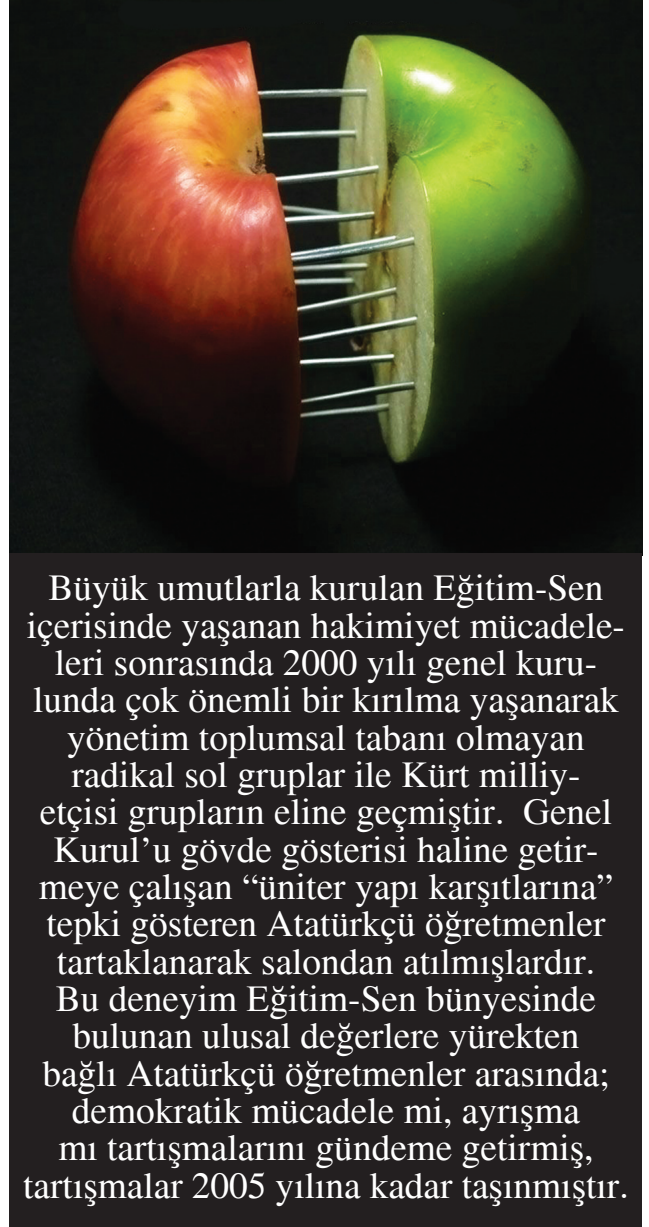 Büyük umutlarla kurulan Eğitim-Sen
içerisinde yaşanan hakimiyet mücadele-
leri sonrasında 2000 yılı genel kuru-
lunda çok önemli bir kırılma yaşanarak
yönetim toplumsal tabanı olmayan
radikal sol gruplar ile Kürt milliy-
etçisi grupların eline geçmiştir.  Genel
Kurul’u gövde gösterisi haline getir-
meye çalışan “üniter yapı karşıtlarına”
tepki gösteren Atatürkçü öğretmenler
tartaklanarak salondan atılmışlardır.
Bu deneyim Eğitim-Sen bünyesinde
bulunan ulusal değerlere yürekten
bağlı Atatürkçü öğretmenler arasında;
demokratik mücadele mi, ayrışma
mı tartışmalarını gündeme getirmiş,
tartışmalar 2005 yılına kadar taşınmıştır.